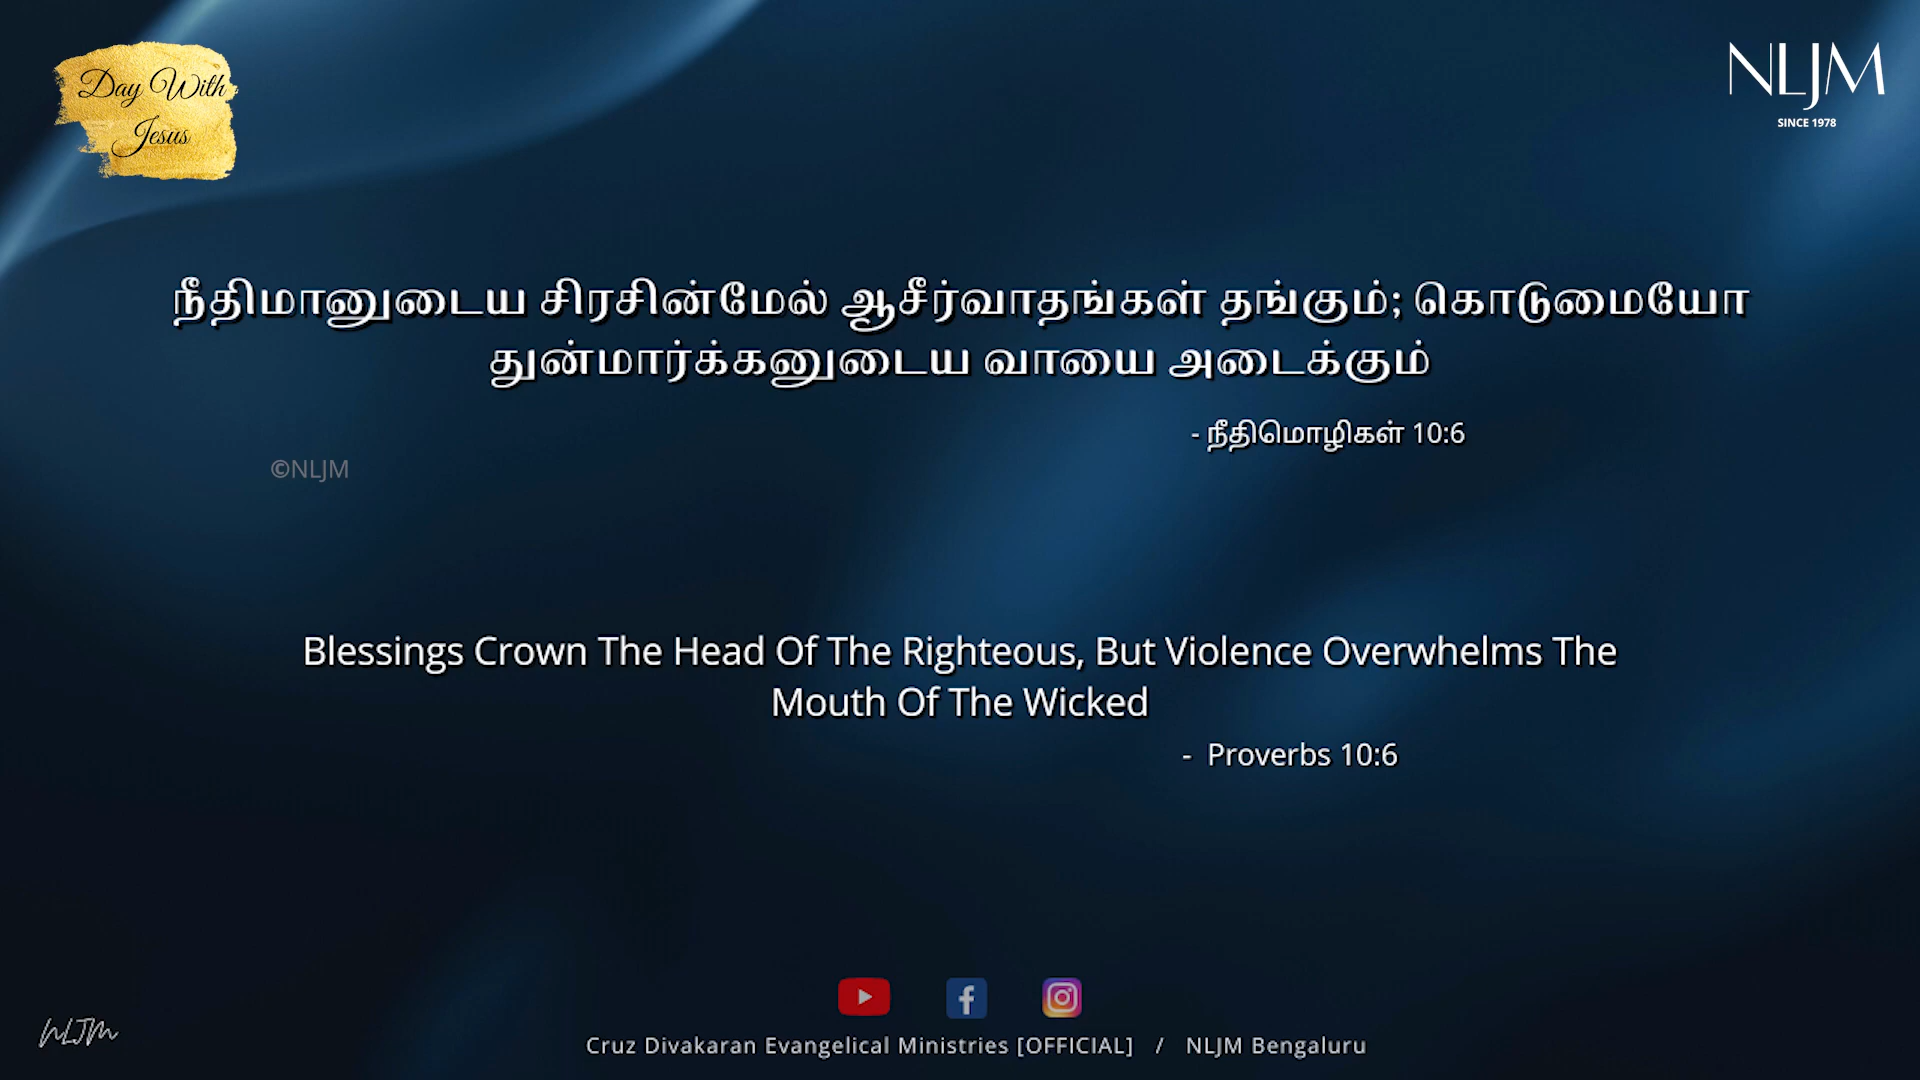 Day With
Jesus
NLJM
SINCE 1978
நீதிமானுடைய சிரசின்மேல் ஆசீர்வாதங்கள் தங்கும்; கொடுமையோ
துன்மார்க்கனுடைய வாயை அடைக்கும்
- நீதிமொழிகள் 10:6
©NLJM
Blessings Crown The Head Of The Righteous, But Violence Overwhelms The
Mouth Of The Wicked
- Proverbs 10:6
NLJM
Cruz Divakaran Evangelical Ministries [OFFICIAL] / NLJM Bengaluru